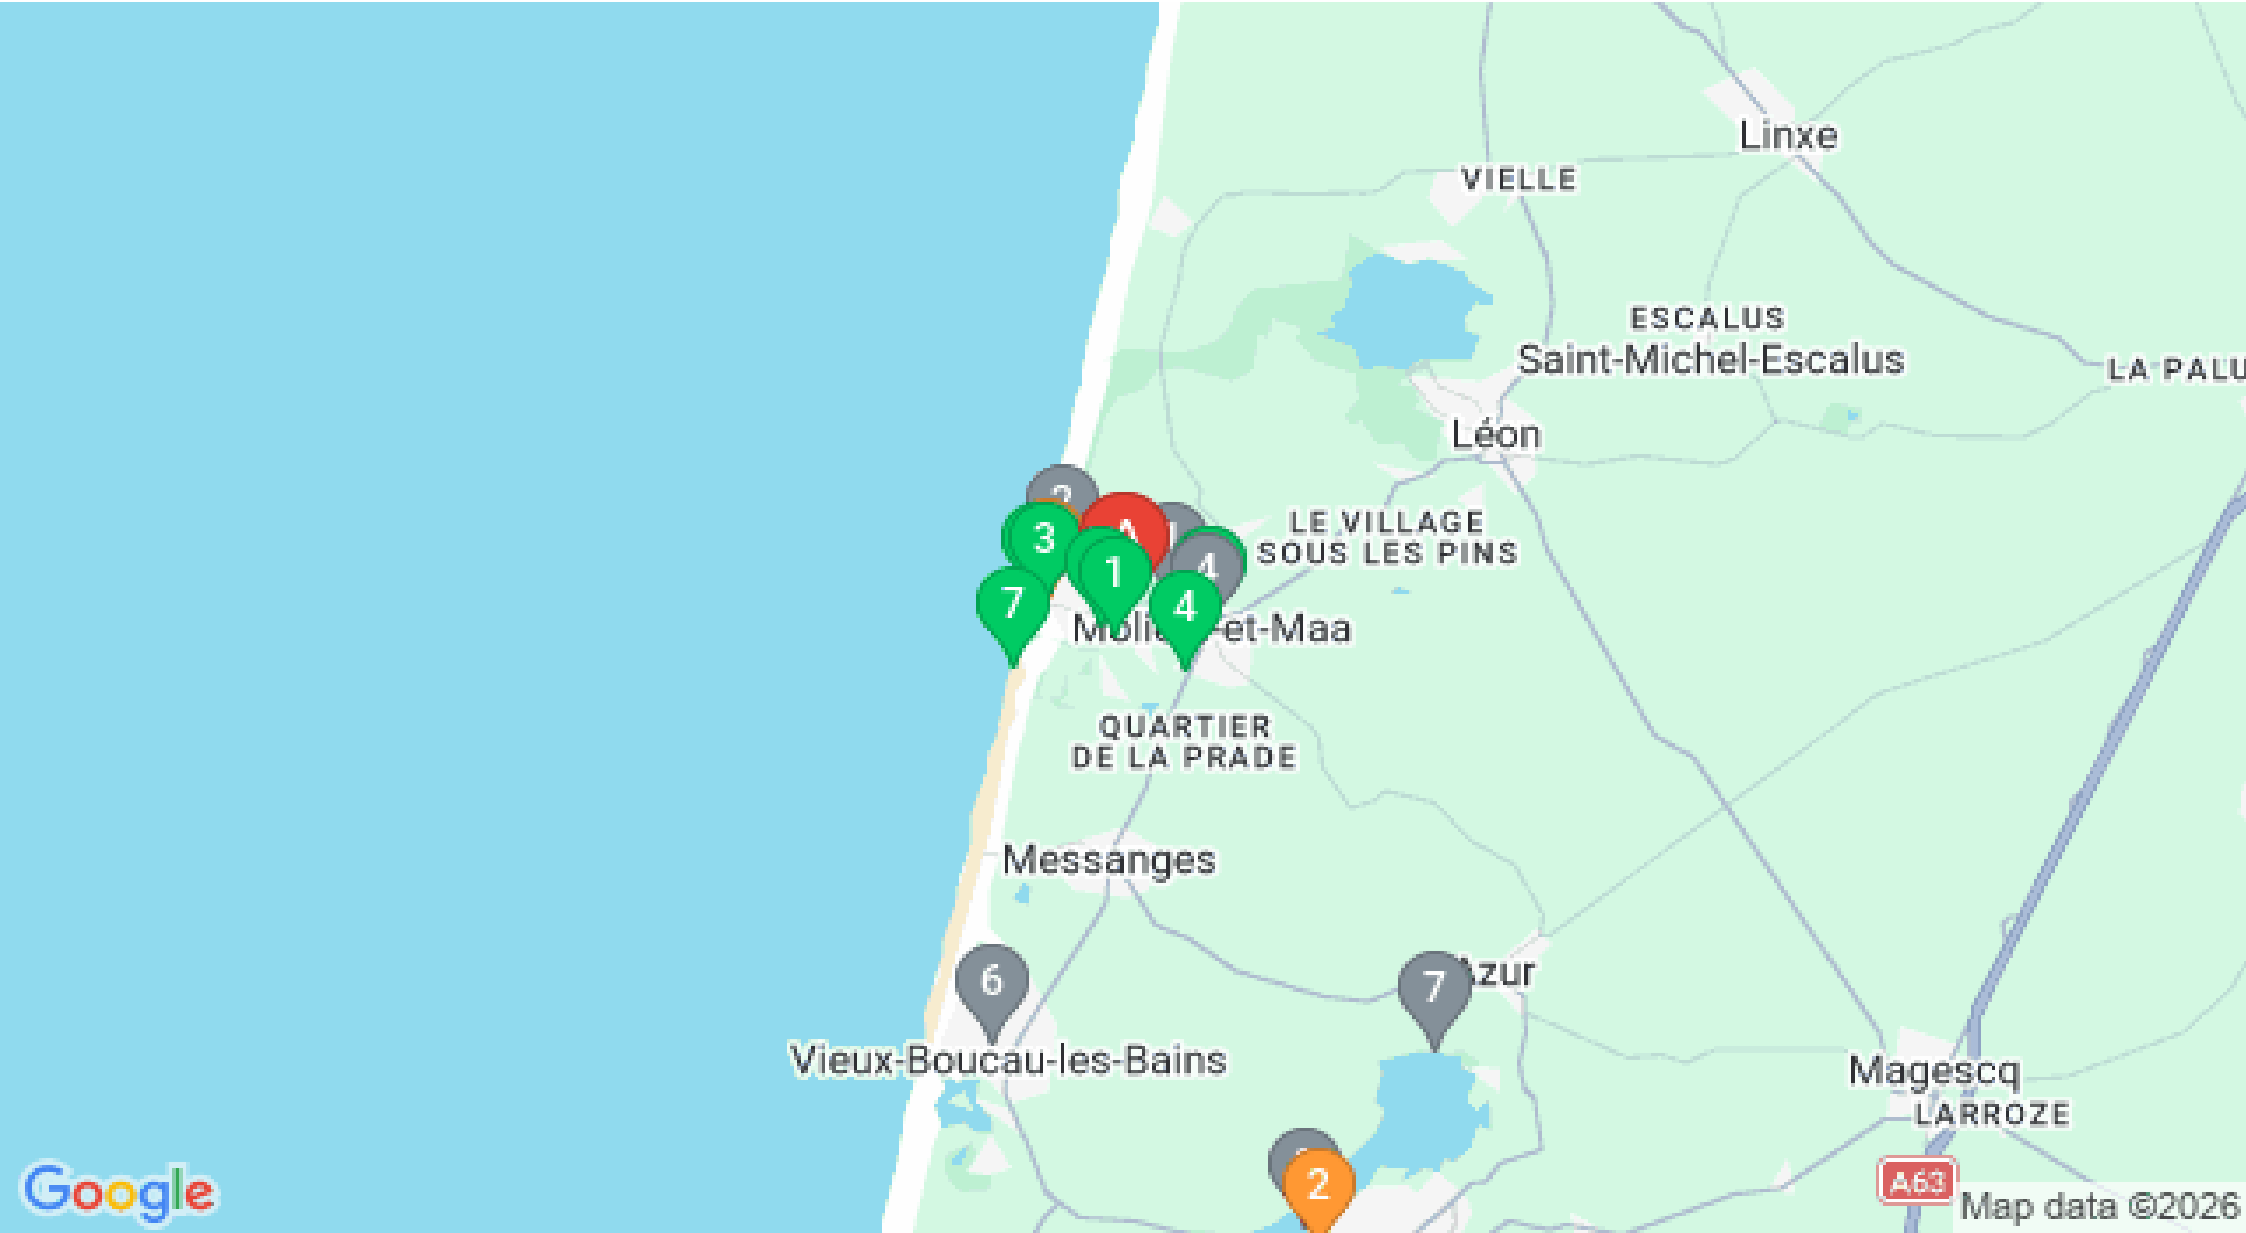 Linxe
VIELLE
ESCALUS
Saint-Michel-Escalus
LA PALU
Léon
LE VILLAGE
SOUS LES PINS
3
1
4
7
4
-et-Maa
QUARTIER
DE LA PRADE
Messanges
6
7
Azur
Vieux-Boucau-les-Bains
Magescq
LARROZE
2
A63
Google
Map data ©2026